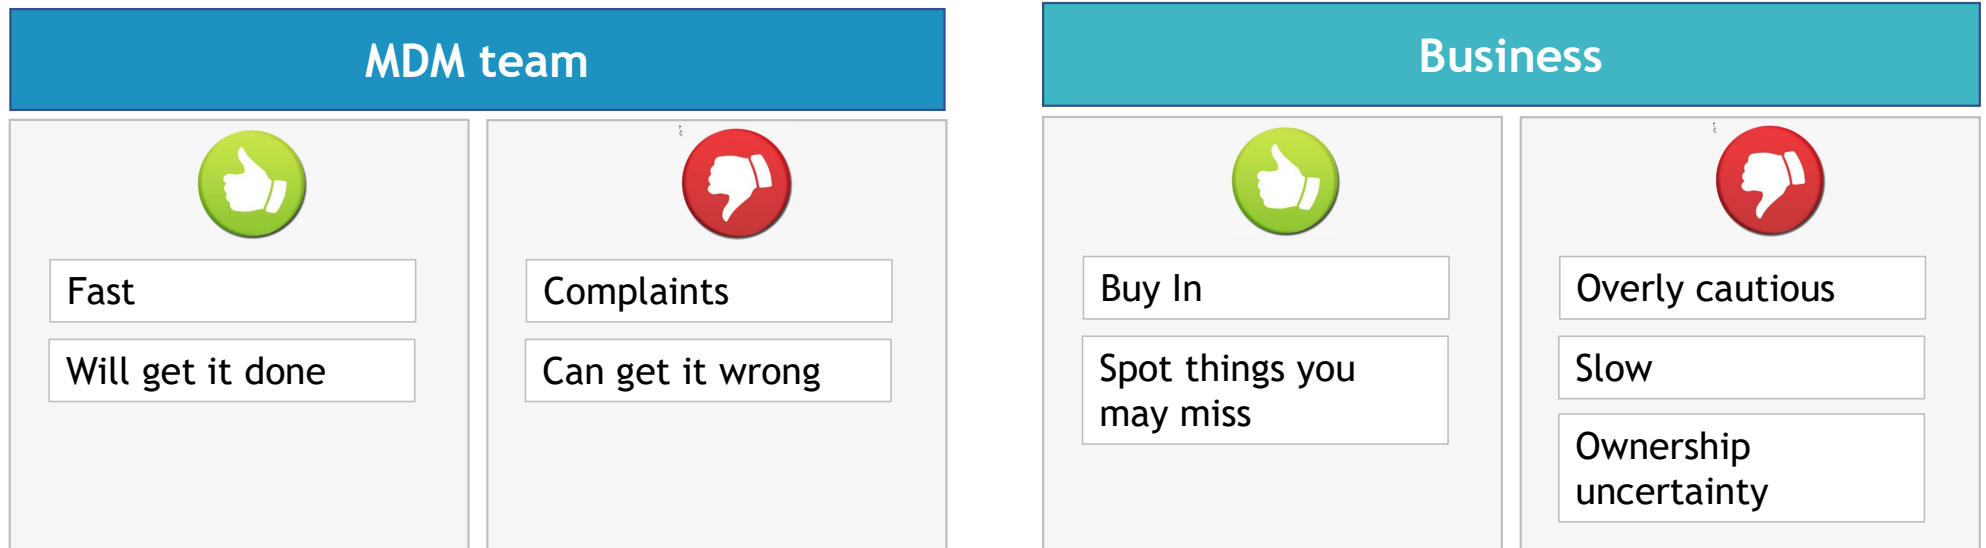 MDM team
Fast
Will get it done
Complaints
Can get it wrong
Business
Buy In
Spot things you
may miss
Overly cautious
Slow
Ownership
uncertainty